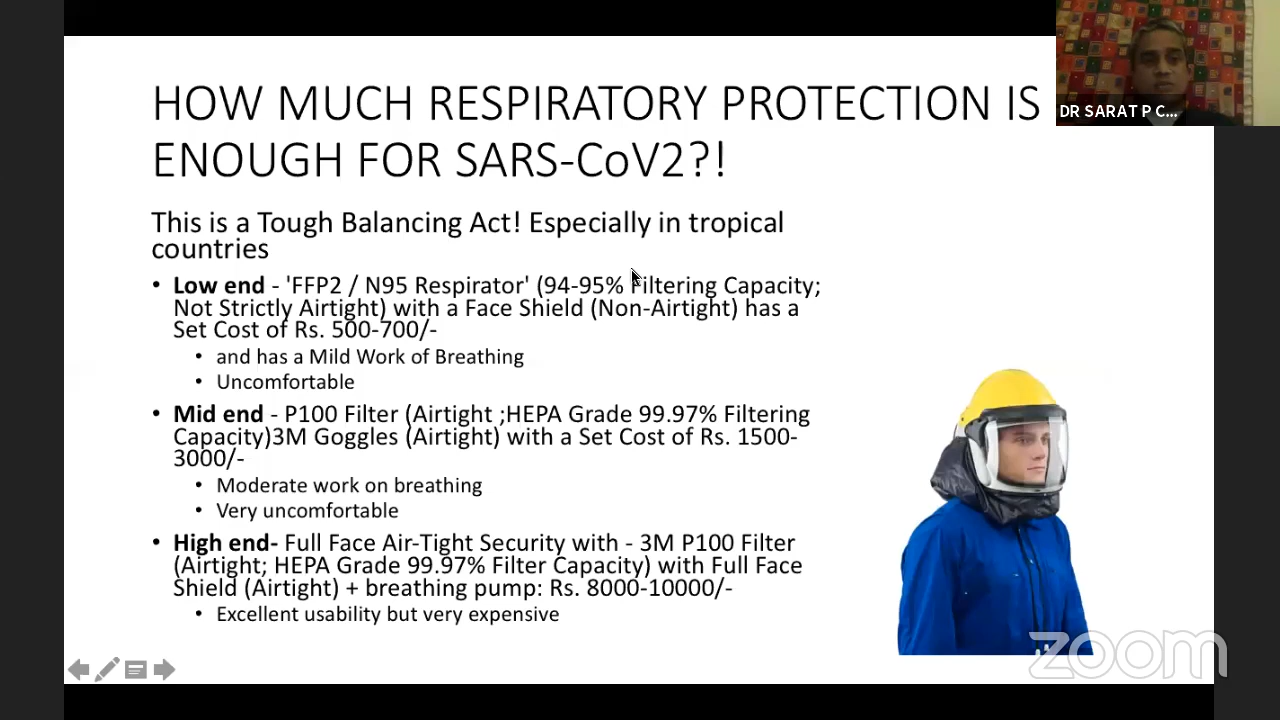 HOW MUCH RESPIRATORY PROTECTION IS
ENOUGH FOR SARS-CoV2?!
DR SARAT P C...
This is a Tough Balancing Act! Especially in tropical
countries
• Low end - 'FFP2 / N95 Respirator' (94-95% Filtering Capacity;
Not Strictly Airtight) with a Face Shield (Non-Airtight) has a
Set Cost of Rs. 500-700/-
• and has a Mild Work of Breathing
• Uncomfortable
• Mid end - P100 Filter (Airtight ;HEPA Grade 99.97% Filtering
Capacity)3M Goggles (Airtight) with a Set Cost of Rs. 1500-
3000/-
• Moderate work on breathing
• Very uncomfortable
• High end- Full Face Air-Tight Security with - 3M P100 Filter
(Airtight; HEPA Grade 99.97% Filter Capacity) with Full Face
Shield (Airtight) + breathing pump: Rs. 8000-10000/-
• Excellent usability but very expensive
zoom